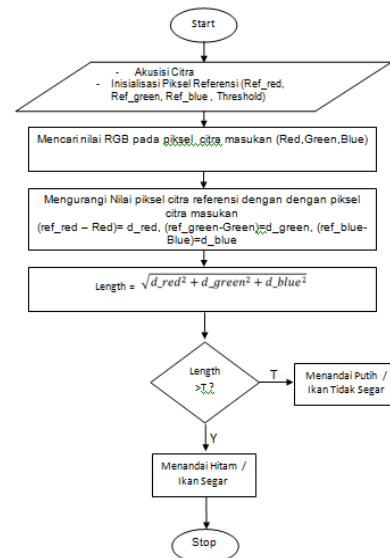 Start
- Akusisi Citra
- Inisialisasi Piksel Referensi (Ref_red,
Ref_green, Ref_blue , Threshold)
Mencari nilai RGB pada piksel citra masukan (Red,Green,Blue)
Mengurangi Nilai piksel citra referensi dengan dengan piksel
citra masukan
(ref_red – Red)= d_red, (ref_green-Green)=d_green, (ref_blue-
Blue)=d_blue
Length = √d_red² + d_green² + d_blue²
Length
>T.?
T
Menandai Putih /
Ikan Tidak Segar
Y
Menandai Hitam /
Ikan Segar
Stop